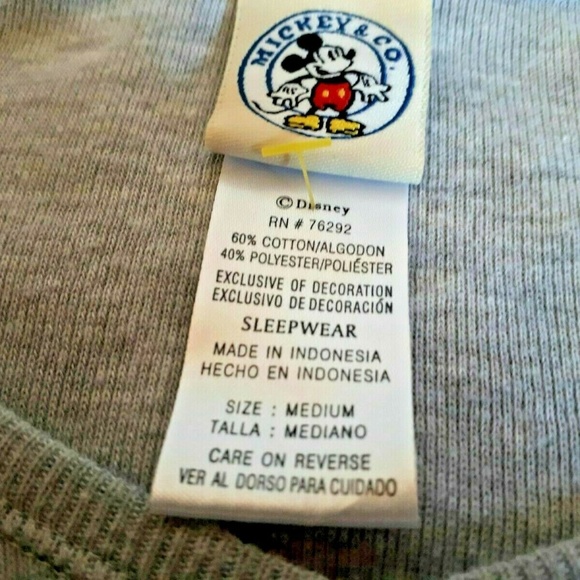 MICKEY & CO.
© Disney
RN # 76292
60% COTTON/ALGODON
40% POLYESTER/POLIÉSTER
EXCLUSIVE OF DECORATION
EXCLUSIVO DE DECORACIÓN
SLEEPWEAR
MADE IN INDONESIA
HECHO EN INDONESIA
SIZE : MEDIUM
TALLA : MEDIANO
CARE ON REVERSE
VER AL DORSO PARA CUIDADO